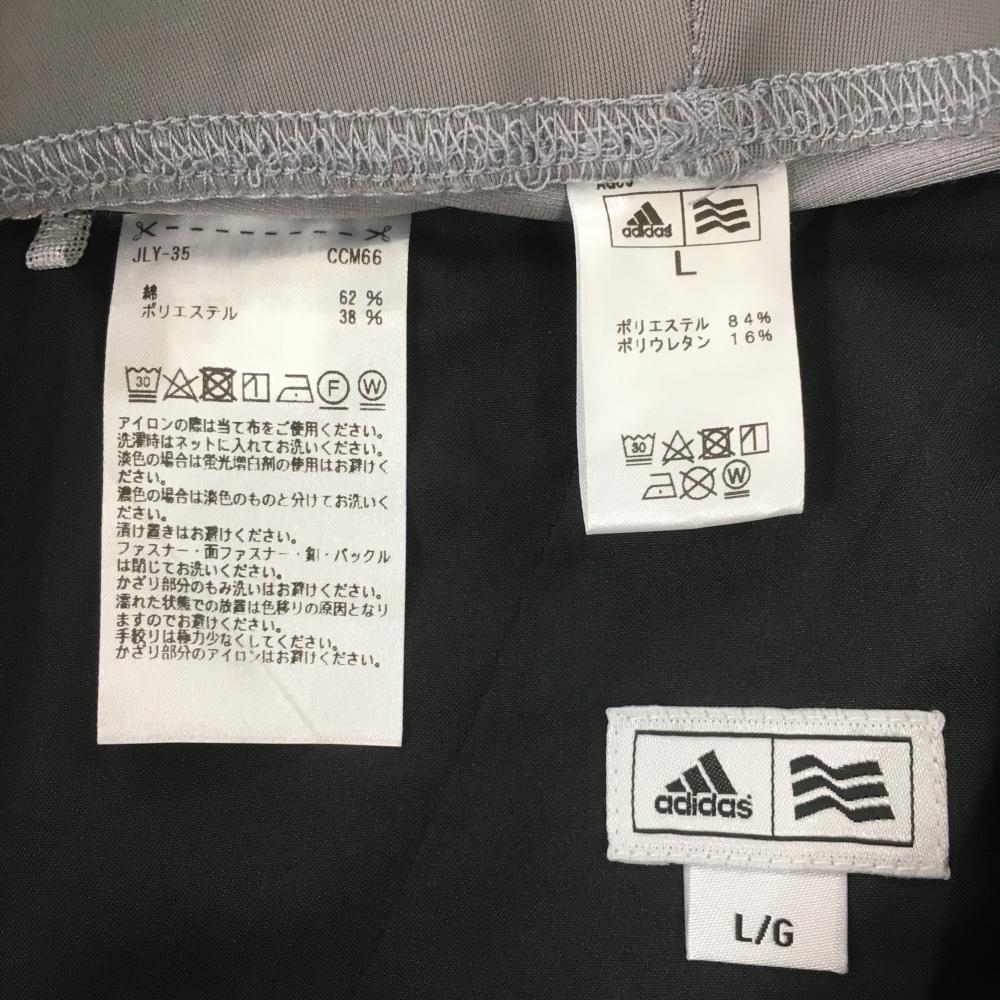 JLY-35 CCM66
綿 62 %
ポリエステル 38 %
30 F W
アイロンの際は当て布をご使用ください。
洗濯時はネットに入れてお洗いください。
淡色の場合は蛍光増白剤の使用はお避けく
ださい。
濃色の場合は淡色のものと分けてお洗いく
ださい。
漬け置きはお避けください。
ファスナー・面ファスナー・釦・バックル
は閉じてお洗いください。
かざり部分のもみ洗いはお避けください。
濡れた状態での放置は色移りの原因となり
ますのでお避けください。
手絞りは極力少なくしてください。
かざり部分のアイロンはお避けください。
adidas
L
ポリエステル 84%
ポリウレタン 16%
30
W
adidas
L/G